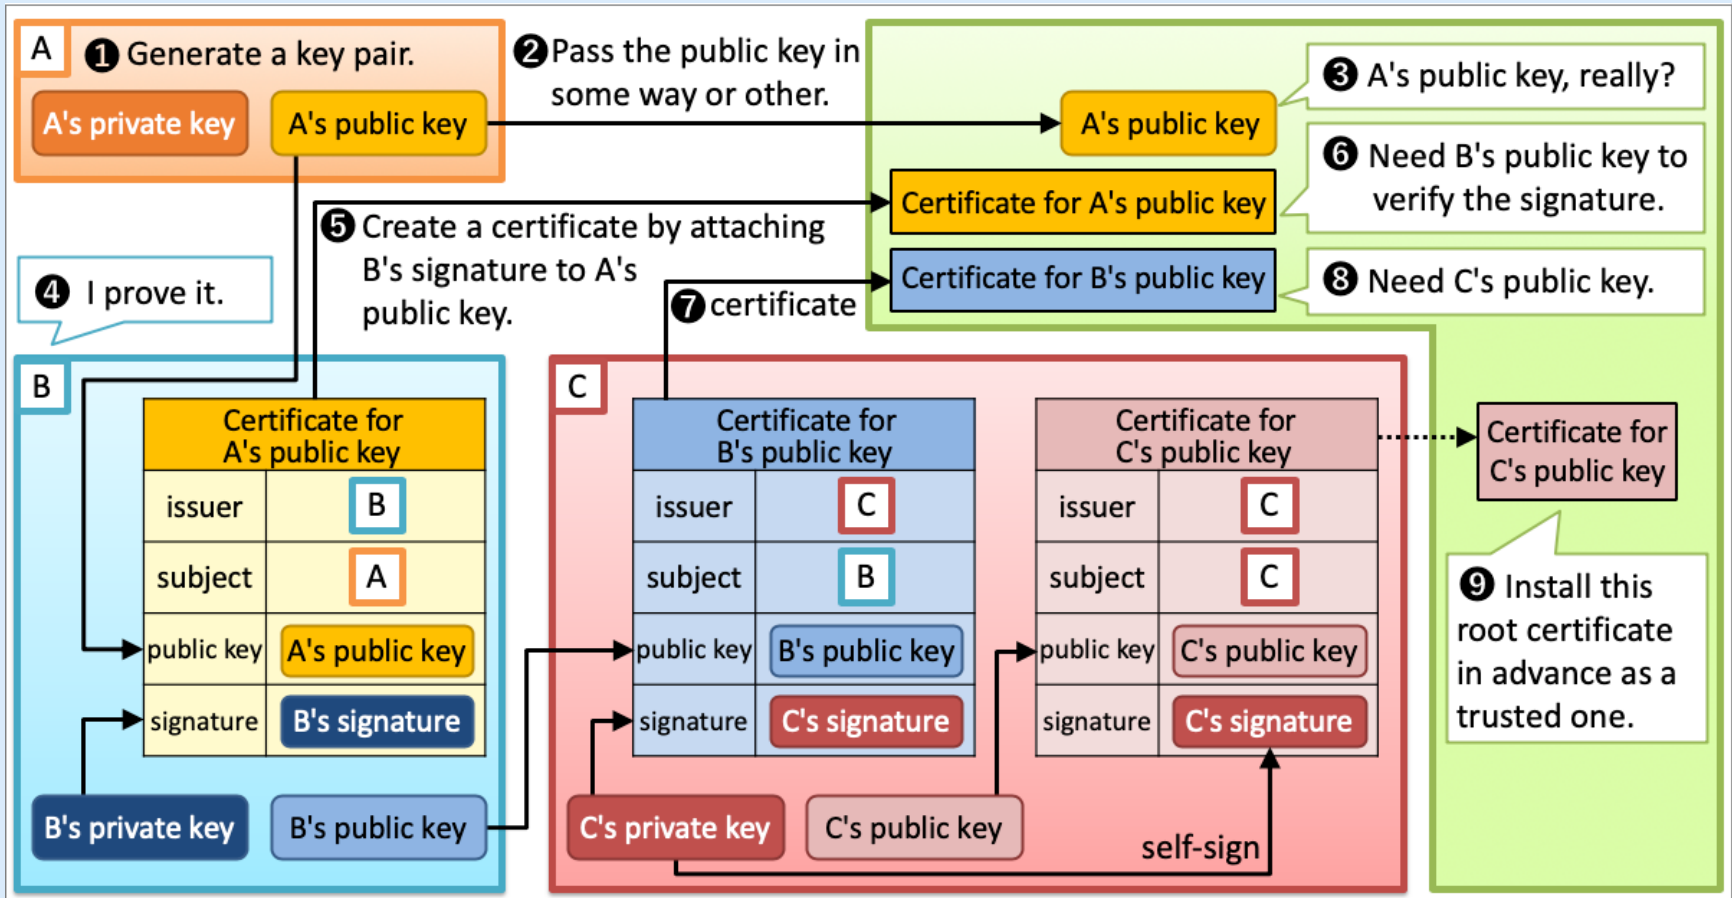 A
❶ Generate a key pair.
A's private key
A's public key
❷ Pass the public key in
some way or other.
A's public key
❸ A's public key, really?
❹ I prove it.
❺ Create a certificate by attaching
B's signature to A's
public key.
Certificate for A's public key
❻ Need B's public key to
verify the signature.
❼ certificate
Certificate for B's public key
❽ Need C's public key.
B
Certificate for
A's public key
issuer B
subject A
public key A's public key
signature B's signature
B's private key
B's public key
C
Certificate for
B's public key
issuer C
subject B
public key B's public key
signature C's signature
Certificate for
C's public key
issuer C
subject C
public key C's public key
signature C's signature
C's private key
C's public key
self-sign
Certificate for
C's public key
❾ Install this
root certificate
in advance as a
trusted one.